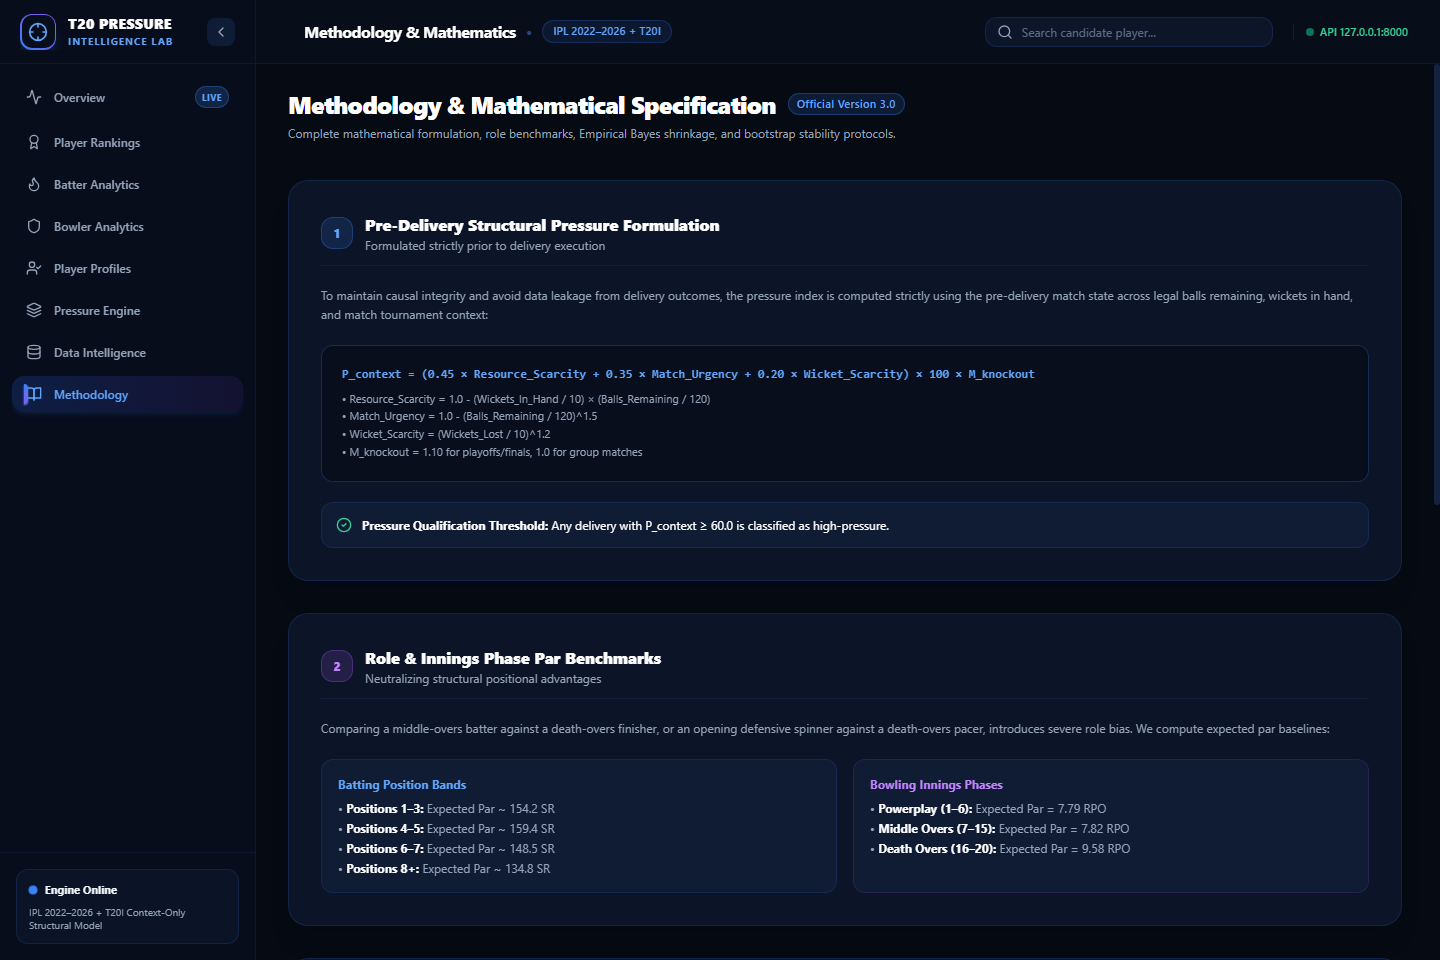 T20 PRESSURE
INTELLIGENCE LAB
Overview
LIVE
Player Rankings
Batter Analytics
Bowler Analytics
Player Profiles
Pressure Engine
Data Intelligence
Methodology
Engine Online
IPL 2022–2026 + T20I Context-Only
Structural Model
Methodology & Mathematics • IPL 2022–2026 + T20I
Search candidate player...
API 127.0.0.1:8000
Methodology & Mathematical Specification
Official Version 3.0
Complete mathematical formulation, role benchmarks, Empirical Bayes shrinkage, and bootstrap stability protocols.
1
Pre-Delivery Structural Pressure Formulation
Formulated strictly prior to delivery execution
To maintain causal integrity and avoid data leakage from delivery outcomes, the pressure index is computed strictly using the pre-delivery match state across legal balls remaining, wickets in hand,
and match tournament context:
P_context = (0.45 × Resource_Scarcity + 0.35 × Match_Urgency + 0.20 × Wicket_Scarcity) × 100 × M_knockout
• Resource_Scarcity = 1.0 - (Wickets_In_Hand / 10) × (Balls_Remaining / 120)
• Match_Urgency = 1.0 - (Balls_Remaining / 120)^1.5
• Wicket_Scarcity = (Wickets_Lost / 10)^1.2
• M_knockout = 1.10 for playoffs/finals, 1.0 for group matches
Pressure Qualification Threshold: Any delivery with P_context ≥ 60.0 is classified as high-pressure.
2
Role & Innings Phase Par Benchmarks
Neutralizing structural positional advantages
Comparing a middle-overs batter against a death-overs finisher, or an opening defensive spinner against a death-overs pacer, introduces severe role bias. We compute expected par baselines:
Batting Position Bands
• Positions 1–3: Expected Par ~ 154.2 SR
• Positions 4–5: Expected Par ~ 159.4 SR
• Positions 6–7: Expected Par ~ 148.5 SR
• Positions 8+: Expected Par ~ 134.8 SR
Bowling Innings Phases
• Powerplay (1–6): Expected Par = 7.79 RPO
• Middle Overs (7–15): Expected Par = 7.82 RPO
• Death Overs (16–20): Expected Par = 9.58 RPO